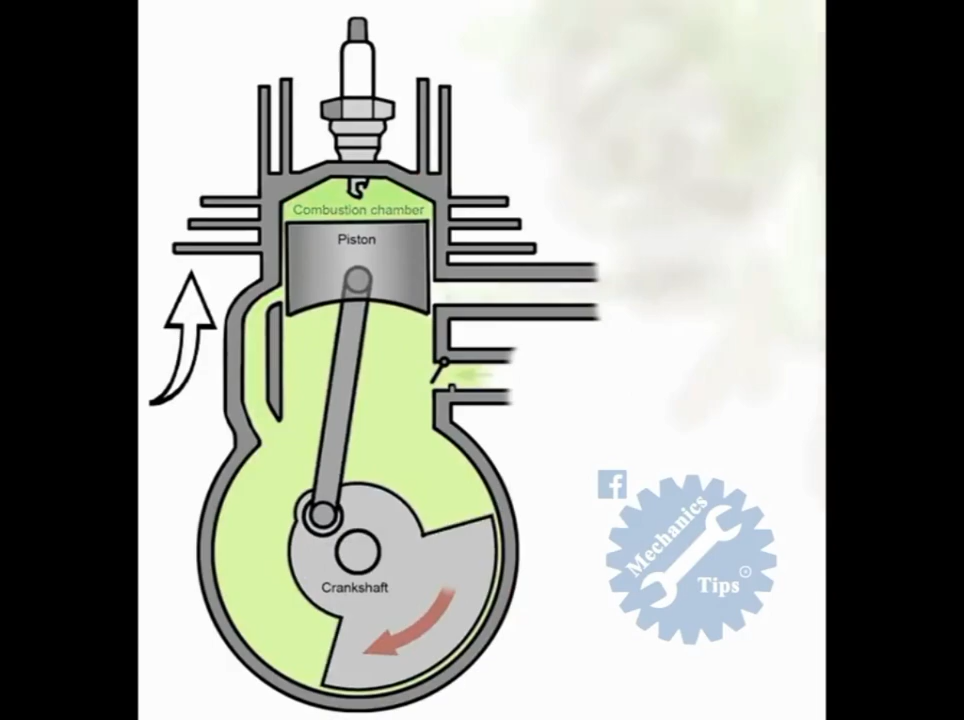 Combustion chamber
Piston
Mechanics
Tips
Crankshaft